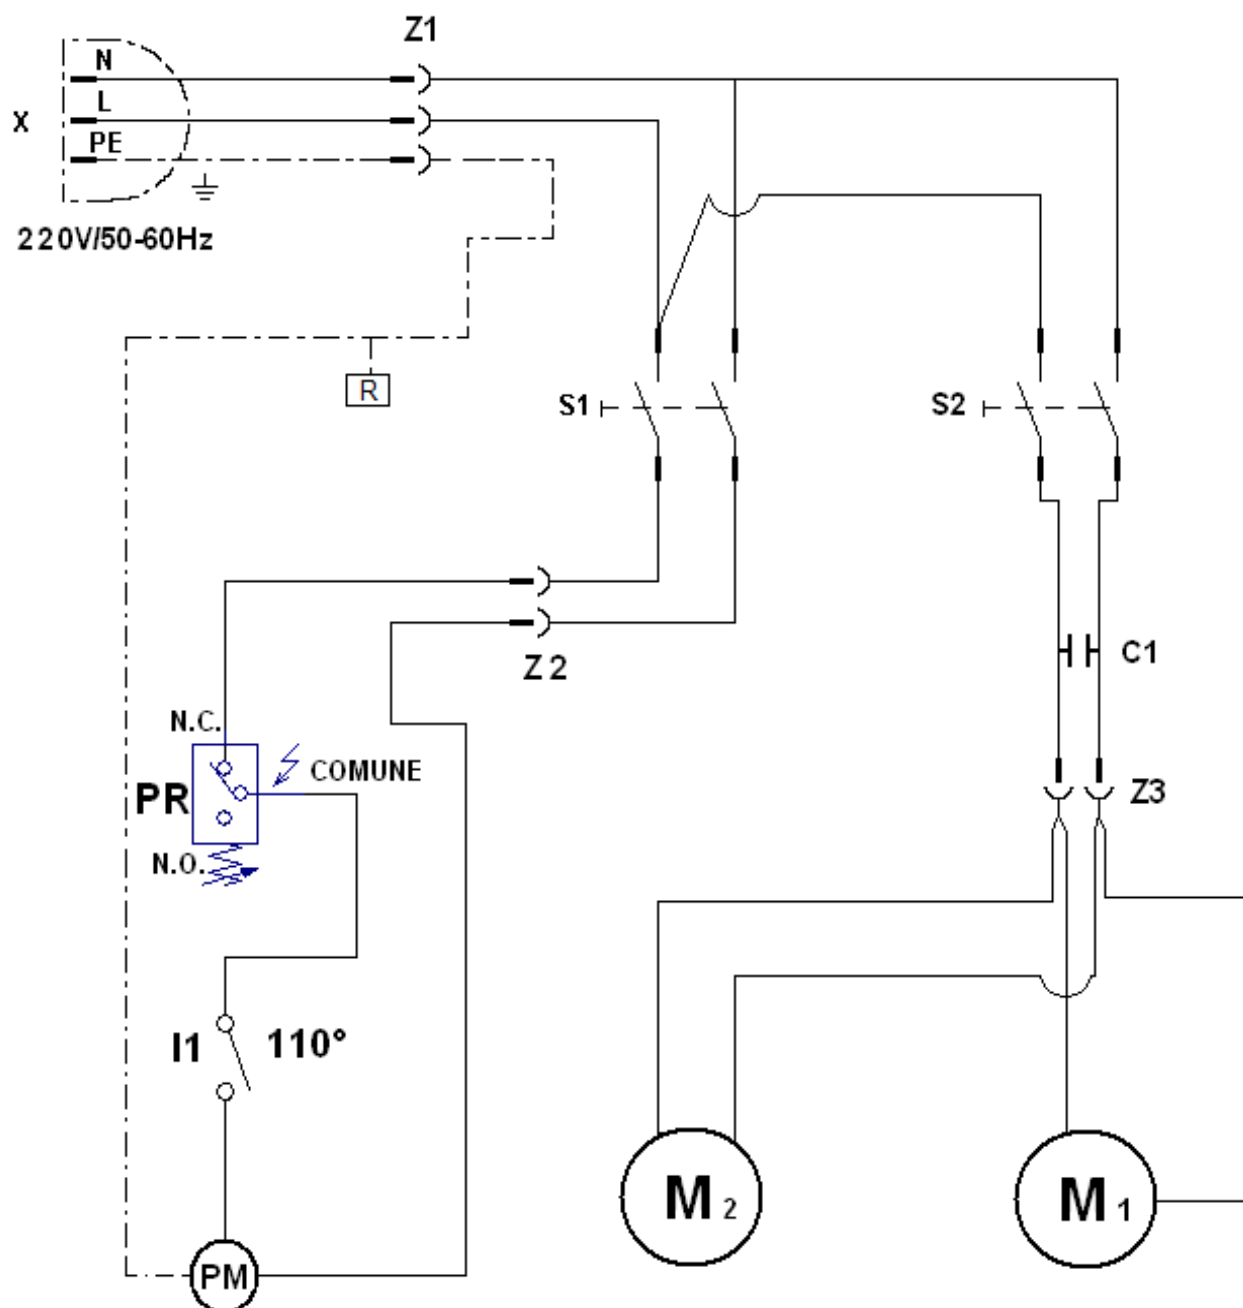 Z1
N
X
L
PE
220V/50-60Hz
R
S1
S2
Z2
C1
N.C.
COMUNE
PR
Z3
N.O.
I1 110°
M2
M1
PM